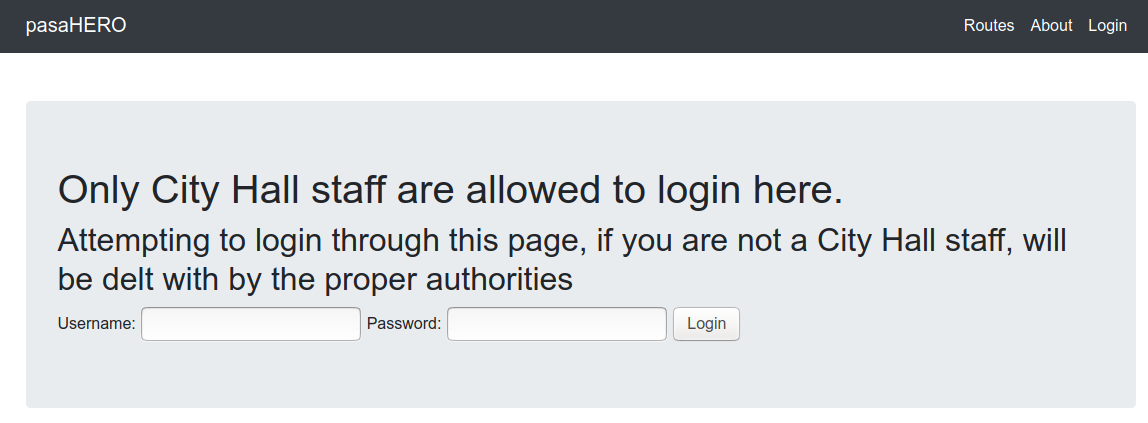 pasaHERO Routes About Login
Only City Hall staff are allowed to login here.
Attempting to login through this page, if you are not a City Hall staff, will
be delt with by the proper authorities
Username: Password: Login